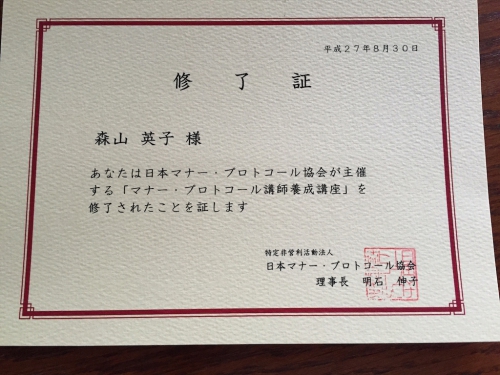 平成27年8月30日
修了証
森山 英子 様
あなたは日本マナー・プロトコール協会が主催
する「マナー・プロトコール講師養成講座」を
修了されたことを証します
特定非営利活動法人
日本マナー・プロトコール協会
理事長 明石 伸子